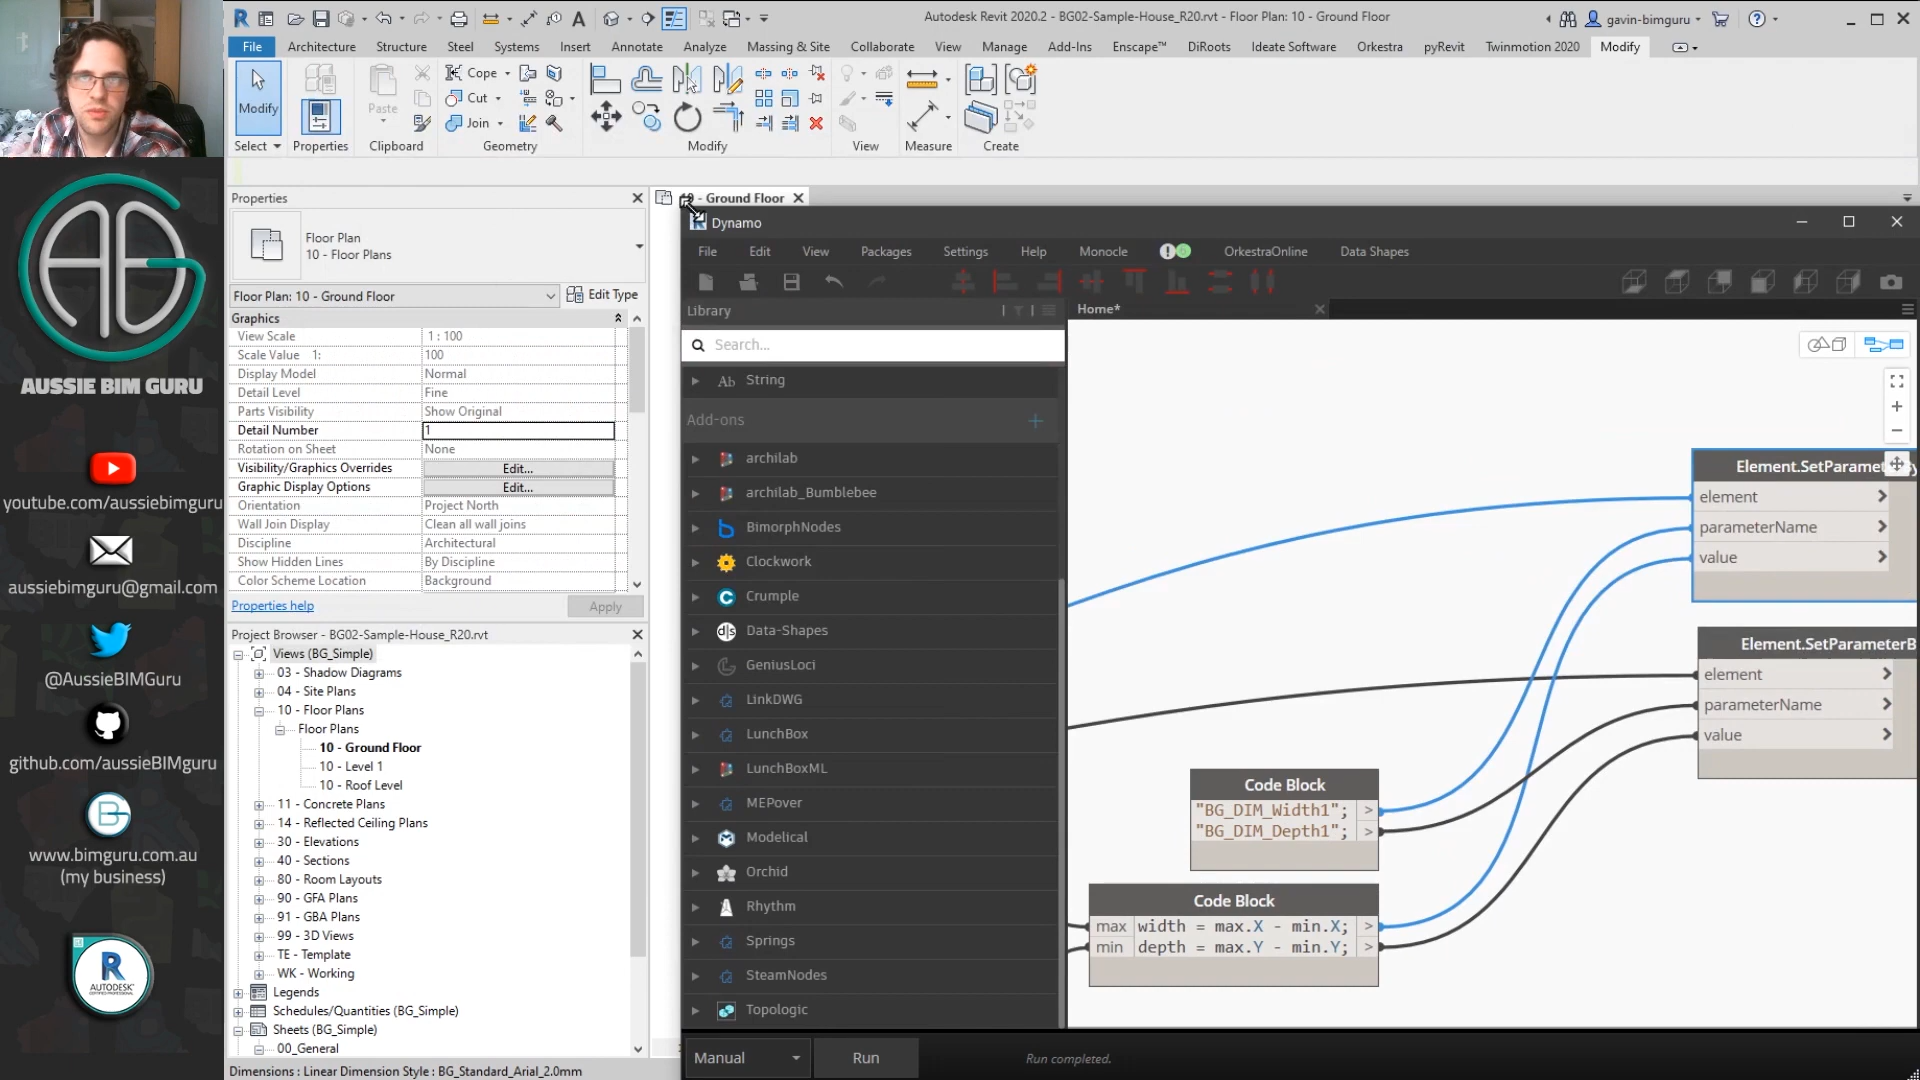 Autodesk Revit 2020.2 - BG02-Sample-House_R20.rvt - Floor Plan: 10 - Ground Floor
gavin-bimguru
File Architecture Structure Steel Systems Insert Annotate Analyze Massing & Site Collaborate View Manage Add-Ins Enscape™ DiRoots Ideate Software Orkestra pyRevit Twinmotion 2020 Modify
Modify Paste Cope
Cut
Join
Select Properties Clipboard Geometry Modify View Measure Create
AUSSIE BIM GURU
youtube.com/aussiebimguru
aussiebimguru@gmail.com
@AussieBIMGuru
github.com/aussieBIMguru
www.bimguru.com.au
(my business)
AUTODESK
Properties
Floor Plan
10 - Floor Plans
Floor Plan: 10 - Ground Floor Edit Type
Graphics
View Scale 1 : 100
Scale Value 1: 100
Display Model Normal
Detail Level Fine
Parts Visibility Show Original
Detail Number 1
Rotation on Sheet None
Visibility/Graphics Overrides Edit...
Graphic Display Options Edit...
Orientation Project North
Wall Join Display Clean all wall joins
Discipline Architectural
Show Hidden Lines By Discipline
Color Scheme Location Background
Properties help Apply
Project Browser - BG02-Sample-House_R20.rvt
Views (BG_Simple)
03 - Shadow Diagrams
04 - Site Plans
10 - Floor Plans
Floor Plans
10 - Ground Floor
10 - Level 1
10 - Roof Level
11 - Concrete Plans
14 - Reflected Ceiling Plans
30 - Elevations
40 - Sections
80 - Room Layouts
90 - GFA Plans
91 - GBA Plans
99 - 3D Views
TE - Template
WK - Working
Legends
Schedules/Quantities (BG_Simple)
Sheets (BG_Simple)
00_General
Dimensions : Linear Dimension Style : BG_Standard_Arial_2.0mm
- Ground Floor
Dynamo
File Edit View Packages Settings Help Monocle OrkestraOnline Data Shapes
Library
Search...
Ab String
Add-ons
archilab
archilab_Bumblebee
BimorphNodes
Clockwork
Crumple
Data-Shapes
GeniusLoci
LinkDWG
LunchBox
LunchBoxML
MEPover
Modelical
Orchid
Rhythm
Springs
SteamNodes
Topologic
Home*
Element.SetParamet
element >
parameterName >
value >
Element.SetParameterB
element >
parameterName >
value >
Code Block
"BG_DIM_Width1"; >
"BG_DIM_Depth1"; >
Code Block
max width = max.X - min.X; >
min depth = max.Y - min.Y; >
Manual Run Run completed.